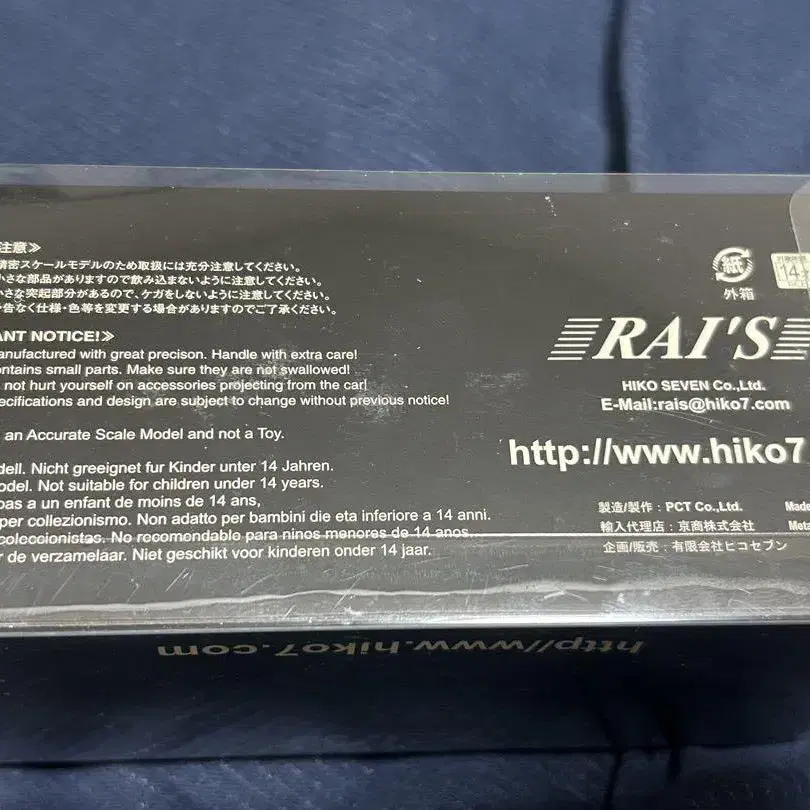 注意≫
精密スケールモデルのため取扱には充分注意してください。
小さな部品がありますので飲み込まないように注意してください。
小さな突起部分があるので、ケガをしないように注意してください。
告なく仕様・色等を変更する場合がありますのでご了承ください。
ANT NOTICE!≫
anufactured with great precison. Handle with extra care!
ontains small parts. Make sure they are not swallowed!
not hurt yourself on accessories projecting from the car!
pecifications and design are subject to change without previous notice!
an Accurate Scale Model and not a Toy.
dell. Nicht geeignet fur Kinder unter 14 Jahren.
odel. Not suitable for children under 14 years.
pas a un enfant de moins de 14 ans,
per collezionismo. Non adatto per bambini die eta inferiore a 14 anni.
coleccionistas. No recomendable para ninos menores de 14 anos.
r de verzamelaar. Niet geschikt voor kinderen onder 14 jaar.
紙
外箱
14
RAI'S
HIKO SEVEN Co.,Ltd.
E-Mail:rais@hiko7.com
http://www.hiko7
製造/製作：PCT Co.,Ltd.
Made
輸入代理店：京商株式会社
Meta
企画/販売：有限会社ヒコセブン
http://www.hiko7.com